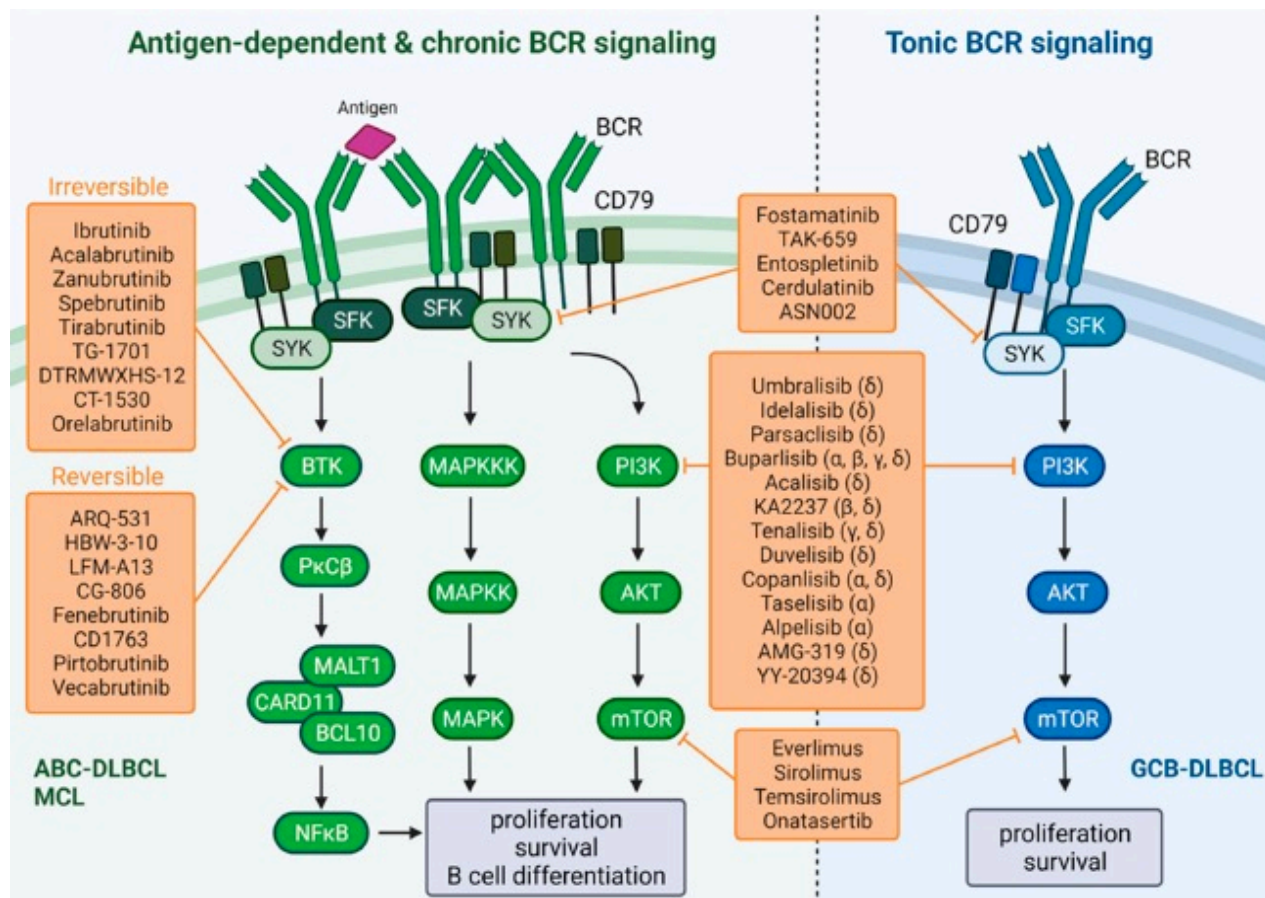 Antigen-dependent & chronic BCR signaling
Tonic BCR signaling
Antigen
BCR
CD79
SFK
SYK
SFK
SYK
Irreversible
Ibrutinib
Acalabrutinib
Zanubrutinib
Spebrutinib
Tirabrutinib
TG-1701
DTRMWXHS-12
CT-1530
Orelabrutinib
Reversible
ARQ-531
HBW-3-10
LFM-A13
CG-806
Fenebrutinib
CD1763
Pirtobrutinib
Vecabrutinib
BTK
PκCβ
MALT1
CARD11
BCL10
NFκB
MAPKKK
MAPKK
MAPK
PI3K
AKT
mTOR
proliferation
survival
B cell differentiation
ABC-DLBCL
MCL
Fostamatinib
TAK-659
Entospletinib
Cerdulatinib
ASN002
Umbralisib (δ)
Idelalisib (δ)
Parsaclisib (δ)
Buparlisib (α, β, γ, δ)
Acalisib (δ)
KA2237 (β, δ)
Tenalisib (γ, δ)
Duvelisib (δ)
Copanlisib (α, δ)
Taselisib (α)
Alpelisib (α)
AMG-319 (δ)
YY-20394 (δ)
Everlimus
Sirolimus
Temsirolimus
Onatasertib
BCR
CD79
SFK
SYK
PI3K
AKT
mTOR
GCB-DLBCL
proliferation
survival